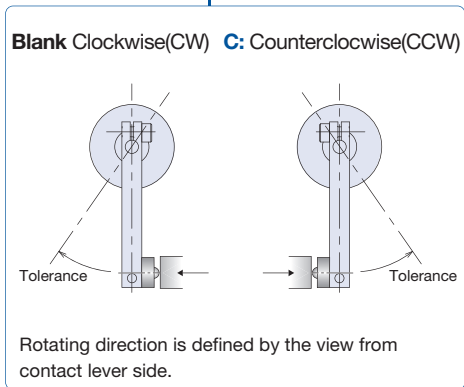 Blank Clockwise(CW) C: Counterclocwise(CCW)
Tolerance Tolerance
Rotating direction is defined by the view from
contact lever side.